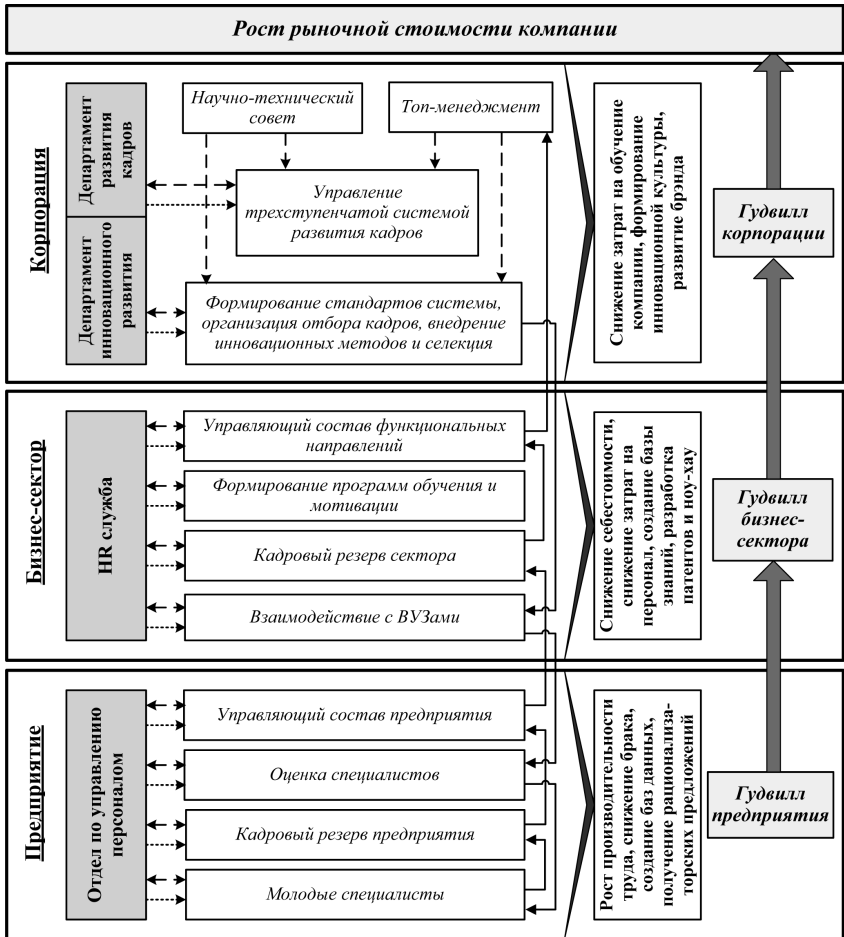 Рост рыночной стоимости компании
Корпорация
Департамент
развития
кадров
Департамент
инновационного
развития
Научно-технический
совет
Топ-менеджмент
Управление
трехступенчатой системой
развития кадров
Формирование стандартов системы,
организация отбора кадров, внедрение
инновационных методов и селекция
Снижение затрат на обучение
компании, формирование
инновационной культуры,
развитие брэнда
Гудвилл
корпорации
Бизнес-сектор
HR служба
Управляющий состав функциональных
направлений
Формирование программ обучения и
мотивации
Кадровый резерв сектора
Взаимодействие с ВУЗами
Снижение себестоимости,
снижение затрат на
персонал, создание базы
знаний, разработка
патентов и ноу-хау
Гудвилл
бизнес-
сектора
Предприятие
Отдел по управлению
персоналом
Управляющий состав предприятия
Оценка специалистов
Кадровый резерв предприятия
Молодые специалисты
Рост производительности
труда, снижение брака,
создание баз данных,
получение рационализа-
торских предложений
Гудвилл
предприятия